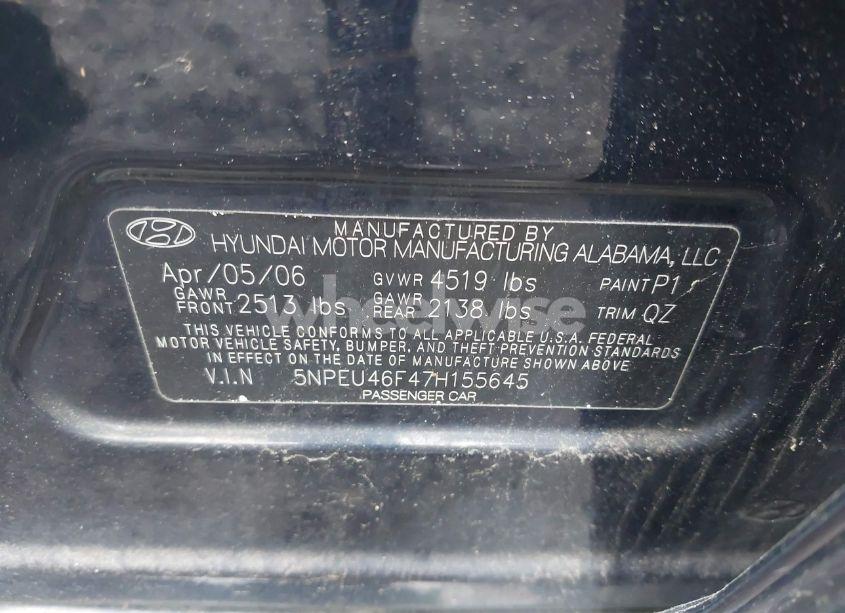 MANUFACTURED BY
HYUNDAI MOTOR MANUFACTURING ALABAMA, LLC
Apr/05/06 GVWR 4519 lbs PAINT P1
GAWR FRONT 2513 lbs GAWR REAR 2138 lbs TRIM QZ
THIS VEHICLE CONFORMS TO ALL APPLICABLE U.S.A. FEDERAL
MOTOR VEHICLE SAFETY, BUMPER, AND THEFT PREVENTION STANDARDS
IN EFFECT ON THE DATE OF MANUFACTURE SHOWN ABOVE
V.I.N 5NPEU46F47H155645
PASSENGER CAR
wheelwise